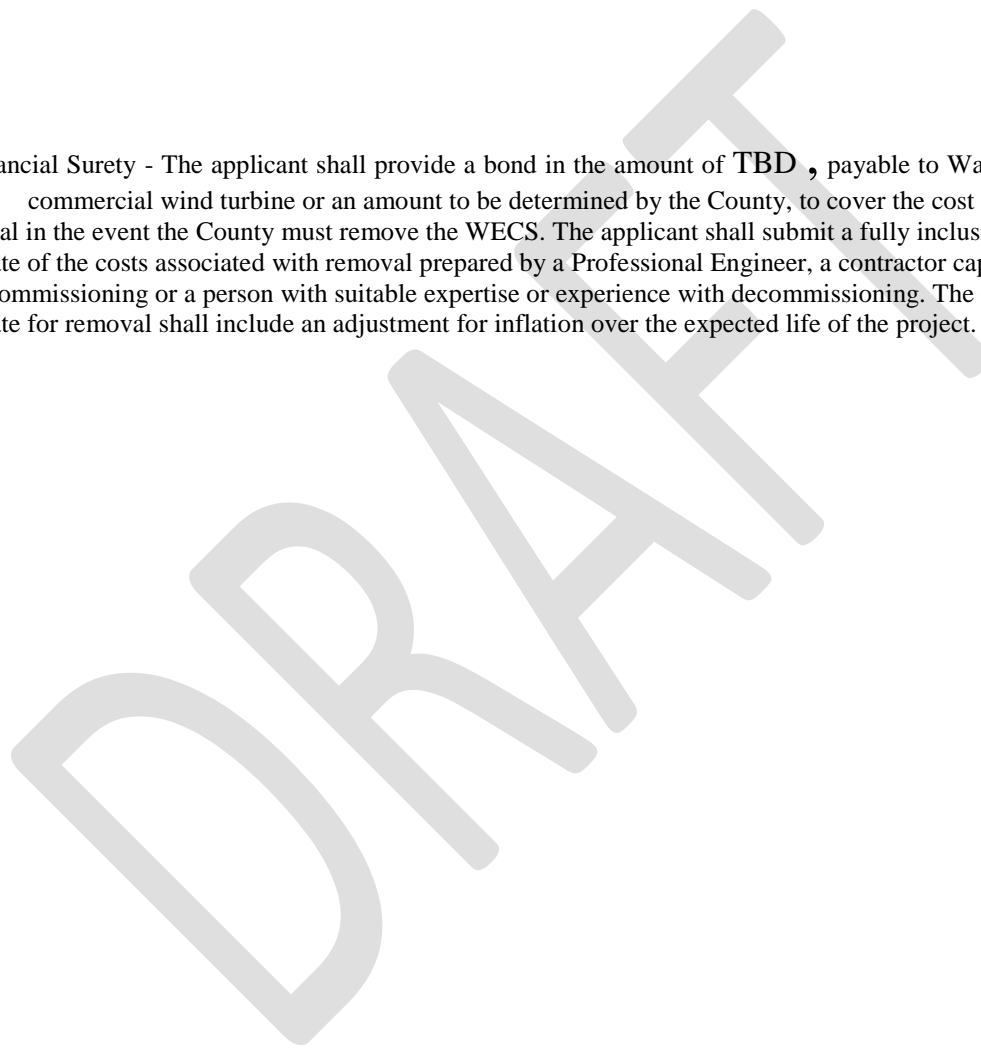 ancial Surety - The applicant shall provide a bond in the amount of TBD , payable to Wa
commercial wind turbine or an amount to be determined by the County, to cover the cost
al in the event the County must remove the WECS. The applicant shall submit a fully inclus
te of the costs associated with removal prepared by a Professional Engineer, a contractor cap
ommissioning or a person with suitable expertise or experience with decommissioning. The
te for removal shall include an adjustment for inflation over the expected life of the project.
DRAFT